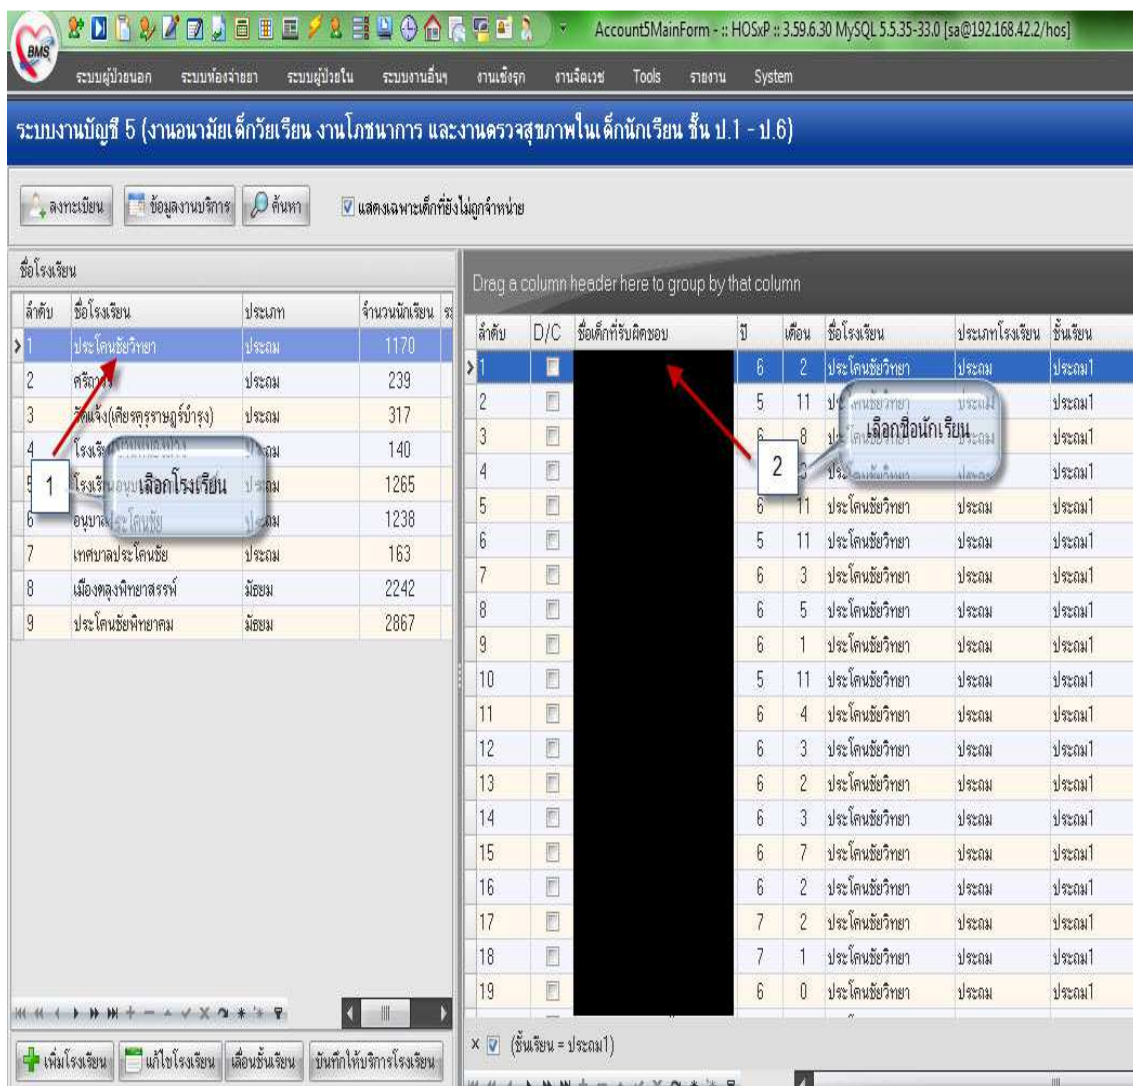 BMS
Account5MainForm - :: HOSxP :: 3.59.6.30 MySQL 5.5.35-33.0 [sa@192.168.42.2/hos]
ระบบผู้ป่วยนอก ระบบห้องจ่ายยา ระบบผู้ป่วยใน ระบบงานอื่นๆ งานเชิงรุก งานจิตเวช Tools รายงาน System
ระบบงานบัญชี 5 (งานอนามัยเด็กวัยเรียน งานโภชนาการ และงานตรวจสุขภาพในเด็กนักเรียน ชั้น ป.1 - ป.6)
ลงทะเบียน ข้อมูลงานบริการ ค้นหา แสดงเฉพาะเด็กที่ยังไม่ถูกจำหน่าย
ชื่อโรงเรียน
ลำดับ ชื่อโรงเรียน ประเภท จำนวนนักเรียน
1 ประโคนชัยวิทยา ประถม 1170
2 ประถม 239
3 วัดแจ้ง(เคียรคุรุราษฎร์บำรุง) ประถม 317
4 140
1265
6 1238
7 เทศบาลประโคนชัย ประถม 163
8 เมืองตลุงพิทยาสรรพ์ มัธยม 2242
9 ประโคนชัยพิทยาคม มัธยม 2867
1 เลือกโรงเรียน
เพิ่มโรงเรียน แก้ไขโรงเรียน เลื่อนชั้นเรียน บันทึกให้บริการโรงเรียน
Drag a column header here to group by that column
ลำดับ D/C ชื่อเด็กที่รับผิดชอบ ปี เดือน ชื่อโรงเรียน ประเภทโรงเรียน ชั้นเรียน
1 6 2 ประโคนชัยวิทยา ประถม ประถม1
2 5 11 ประถม1
3 6 8 ประถม1
4 ประถม1
5 6 11 ประโคนชัยวิทยา ประถม ประถม1
6 5 11 ประโคนชัยวิทยา ประถม ประถม1
7 6 3 ประโคนชัยวิทยา ประถม ประถม1
8 6 5 ประโคนชัยวิทยา ประถม ประถม1
9 6 1 ประโคนชัยวิทยา ประถม ประถม1
10 5 11 ประโคนชัยวิทยา ประถม ประถม1
11 6 4 ประโคนชัยวิทยา ประถม ประถม1
12 6 3 ประโคนชัยวิทยา ประถม ประถม1
13 6 2 ประโคนชัยวิทยา ประถม ประถม1
14 6 3 ประโคนชัยวิทยา ประถม ประถม1
15 6 7 ประโคนชัยวิทยา ประถม ประถม1
16 6 2 ประโคนชัยวิทยา ประถม ประถม1
17 7 2 ประโคนชัยวิทยา ประถม ประถม1
18 7 1 ประโคนชัยวิทยา ประถม ประถม1
19 6 0 ประโคนชัยวิทยา ประถม ประถม1
2 เลือกชื่อนักเรียน
(ชั้นเรียน = ประถม1)